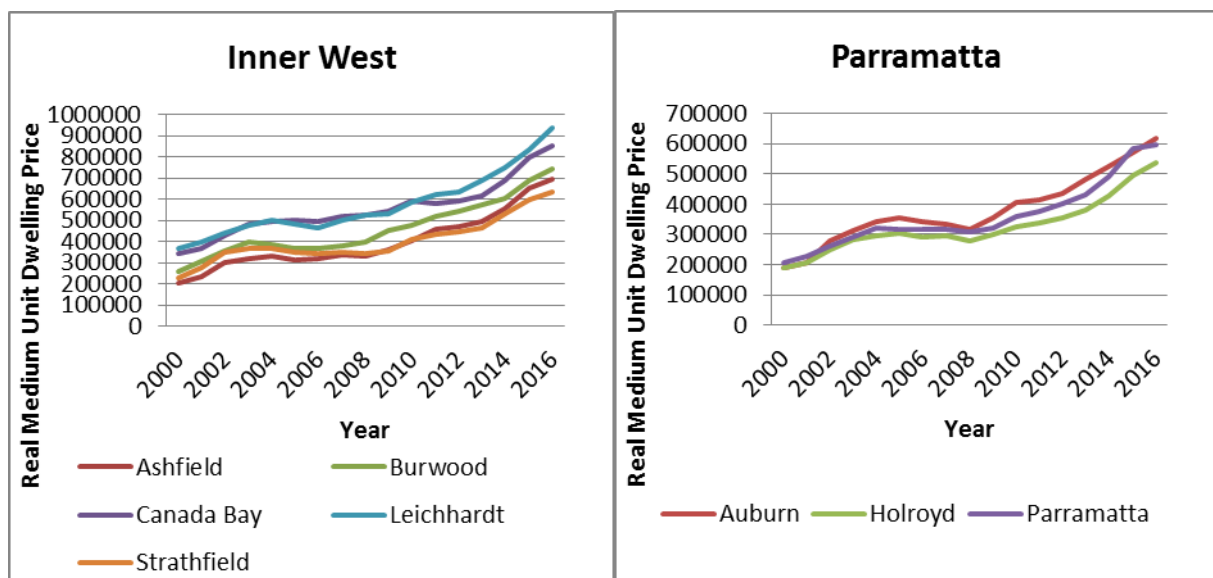 Inner West
Real Medium Unit Dwelling Price
1000000
900000
800000
700000
600000
500000
400000
300000
200000
100000
0
2000
2002
2004
2006
2008
2010
2012
2014
2016
Year
Ashfield
Burwood
Canada Bay
Leichhardt
Strathfield
Parramatta
Real Medium Unit Dwelling Price
700000
600000
500000
400000
300000
200000
100000
0
2000
2002
2004
2006
2008
2010
2012
2014
2016
Year
Auburn
Holroyd
Parramatta